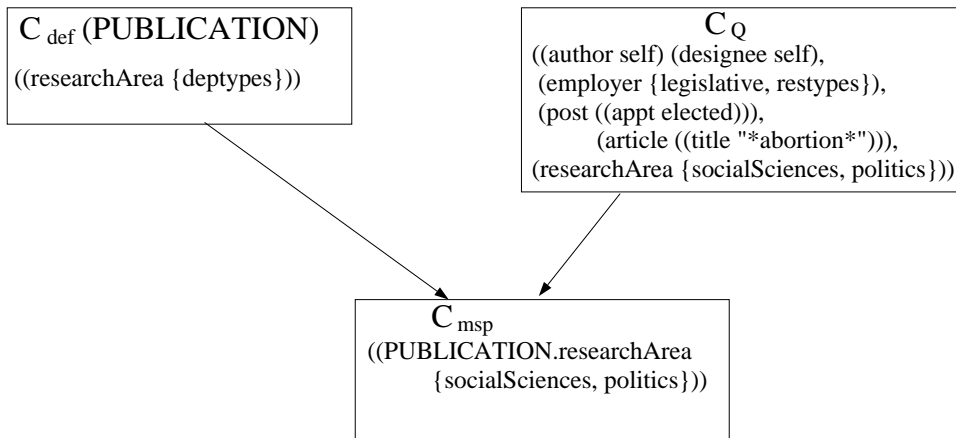 C def (PUBLICATION)
((researchArea {deptypes}))
C Q
((author self) (designee self),
(employer {legislative, restypes}),
(post ((appt elected))),
(article ((title "*abortion*"))),
(researchArea {socialSciences, politics}))
C msp
((PUBLICATION.researchArea
{socialSciences, politics}))